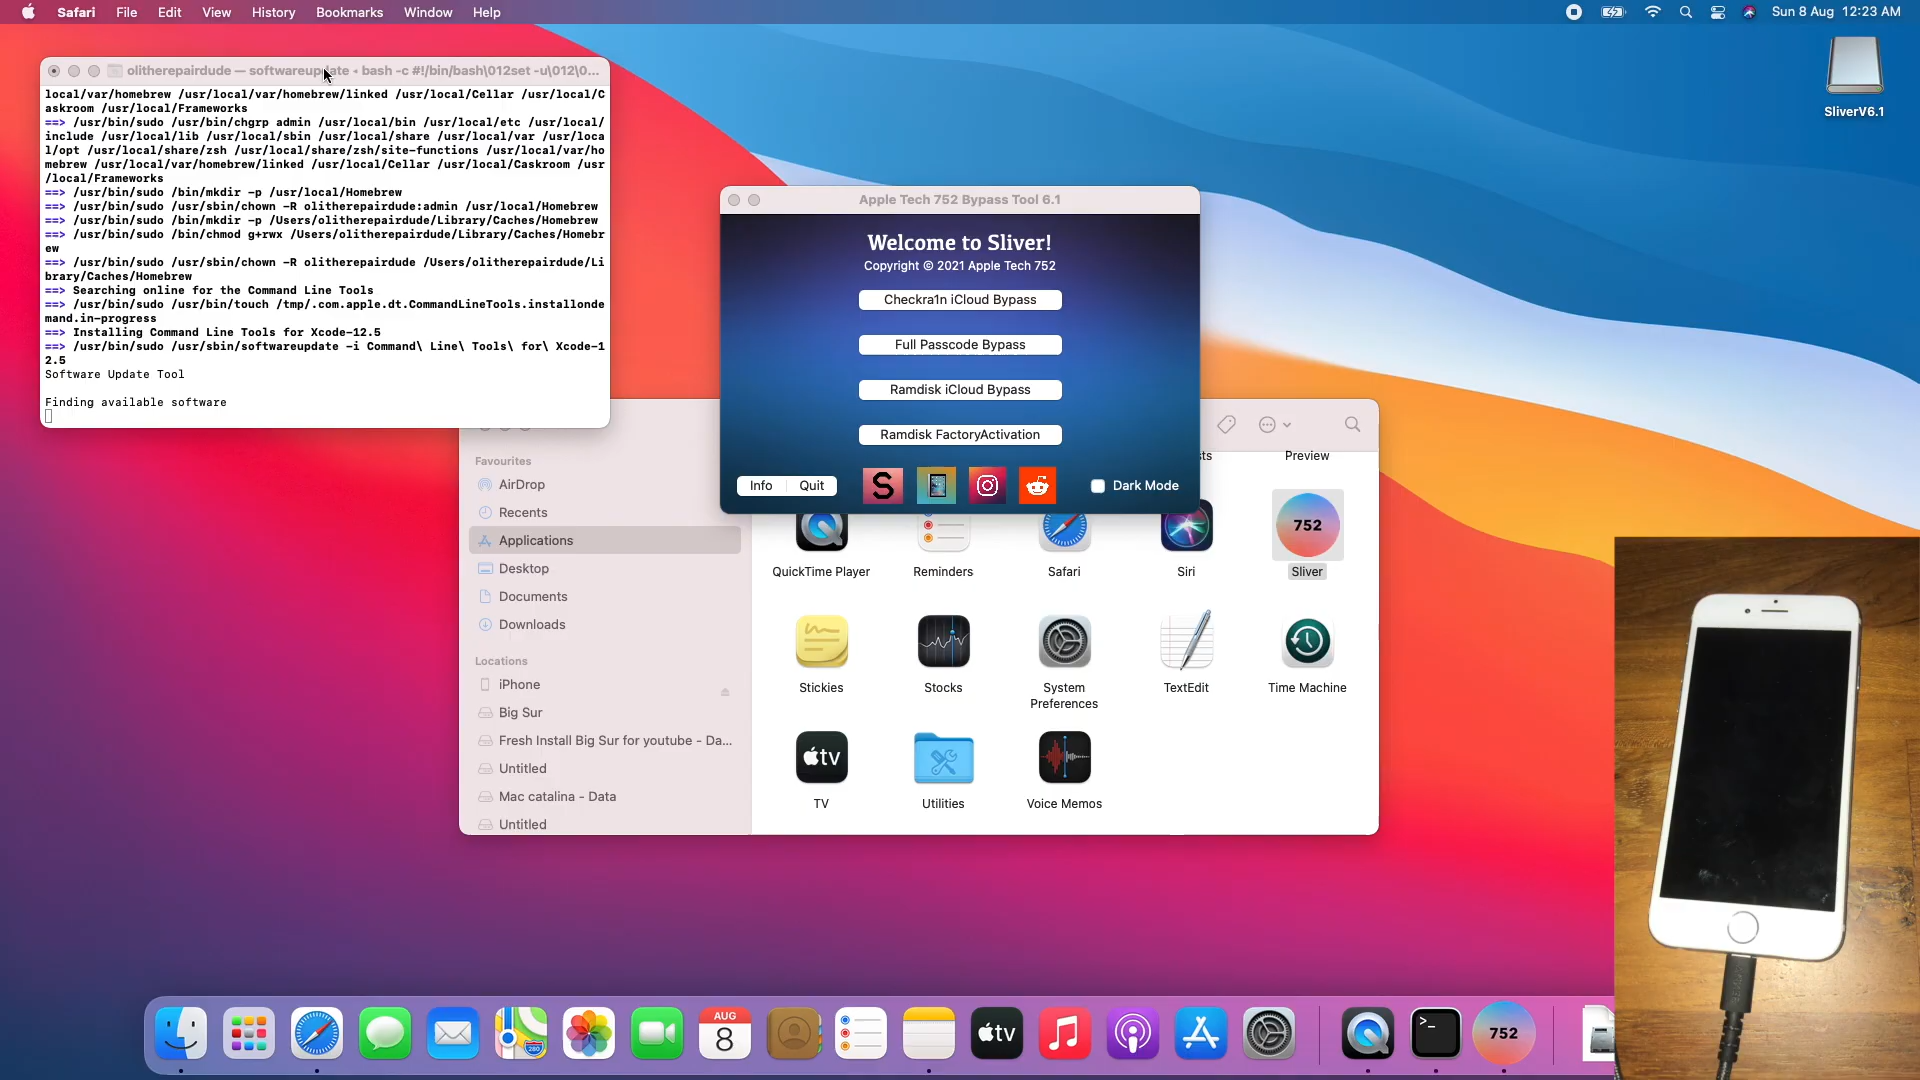 Safari File Edit View History Bookmarks Window Help
Sun 8 Aug 12:23 AM
olitherepairdude — softwareupdate ◂ bash -c #!/bin/bash\012set -u\012\0...
local/var/homebrew /usr/local/var/homebrew/linked /usr/local/Cellar /usr/local/C
askroom /usr/local/Frameworks
==> /usr/bin/sudo /usr/bin/chgrp admin /usr/local/bin /usr/local/etc /usr/local/
include /usr/local/lib /usr/local/sbin /usr/local/share /usr/local/var /usr/loca
l/opt /usr/local/share/zsh /usr/local/share/zsh/site-functions /usr/local/var/ho
mebrew /usr/local/var/homebrew/linked /usr/local/Cellar /usr/local/Caskroom /usr
/local/Frameworks
==> /usr/bin/sudo /bin/mkdir -p /usr/local/Homebrew
==> /usr/bin/sudo /usr/sbin/chown -R olitherepairdude:admin /usr/local/Homebrew
==> /usr/bin/sudo /bin/mkdir -p /Users/olitherepairdude/Library/Caches/Homebrew
==> /usr/bin/sudo /bin/chmod g+rwx /Users/olitherepairdude/Library/Caches/Homebr
ew
==> /usr/bin/sudo /usr/sbin/chown -R olitherepairdude /Users/olitherepairdude/Li
brary/Caches/Homebrew
==> Searching online for the Command Line Tools
==> /usr/bin/sudo /usr/bin/touch /tmp/.com.apple.dt.CommandLineTools.installonde
mand.in-progress
==> Installing Command Line Tools for Xcode-12.5
==> /usr/bin/sudo /usr/sbin/softwareupdate -i Command\ Line\ Tools\ for\ Xcode-1
2.5
Software Update Tool
Finding available software
SliverV6.1
Apple Tech 752 Bypass Tool 6.1
Welcome to Sliver!
Copyright © 2021 Apple Tech 752
Checkra1n iCloud Bypass
Full Passcode Bypass
Ramdisk iCloud Bypass
Ramdisk FactoryActivation
Info Quit
S
Dark Mode
Favourites
AirDrop
Recents
Applications
Desktop
Documents
Downloads
Locations
iPhone
Big Sur
Fresh Install Big Sur for youtube - Da...
Untitled
Mac catalina - Data
Untitled
sts Preview
752
QuickTime Player Reminders Safari Siri Sliver
Stickies Stocks System Preferences TextEdit Time Machine
tv
TV Utilities Voice Memos
280
AUG
8
tv
>_
752